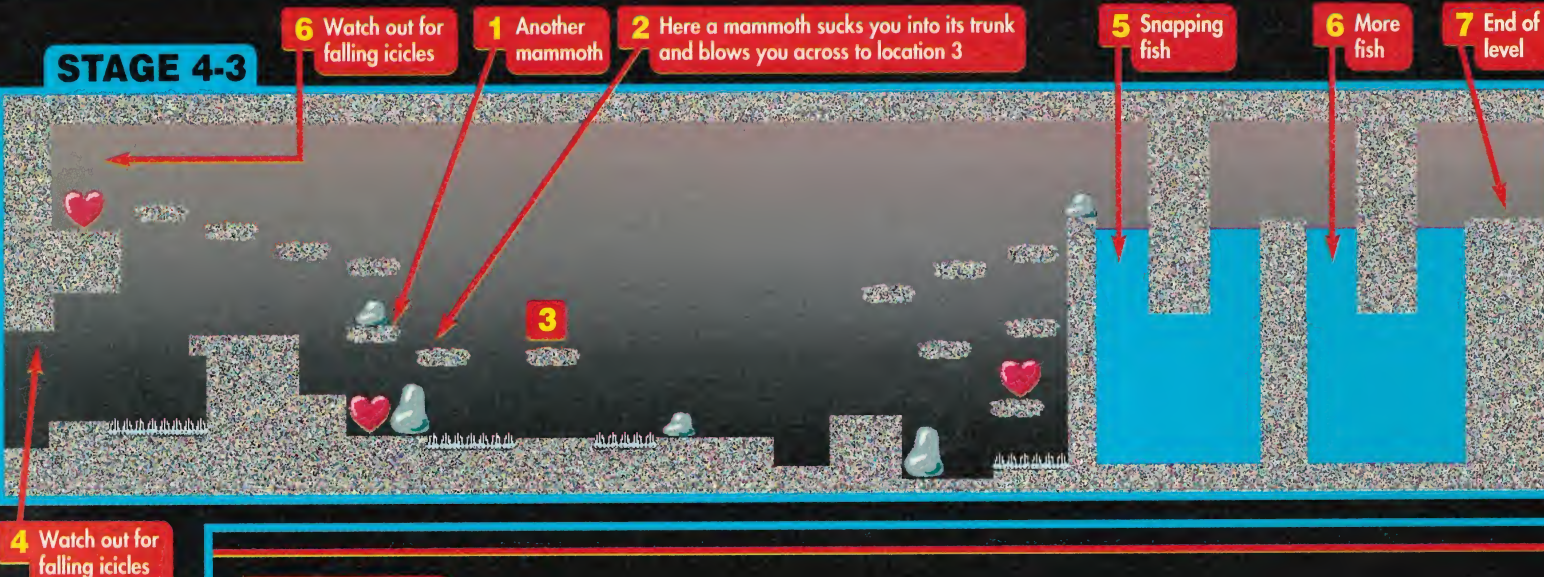 6 Watch out for
falling icicles
1 Another
mammoth
2 Here a mammoth sucks you into its trunk
and blows you across to location 3
5 Snapping
fish
6 More
fish
7 End of
level
STAGE 4-3
3
4 Watch out for
falling icicles